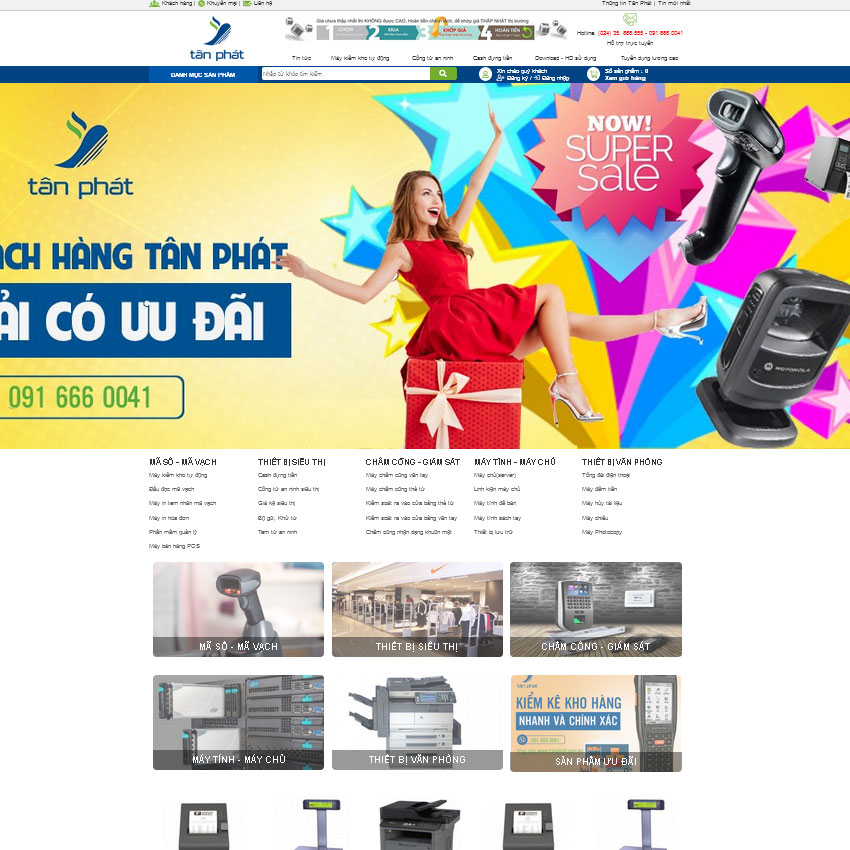 Khách hàng | Khuyến mại | Liên hệ
Thông tin Tân Phát | Tin mới nhất
tân phát
Giá chưa thấp nhất thì KHÔNG được CAO, Hoàn tiền chênh lệch, để khóp giá THẤP NHẤT thị trường
1 CHỌN
2 MUA
3 KHỚP GIÁ
4 HOÀN TIỀN
Hotline: (024) 28. 666.555 - 091.666.0041
Hỗ trợ trực tuyến
Tin tức
Máy kiểm kho tự động
Cổng từ an ninh
Cash đựng tiền
Download - HD sử dụng
Tuyển dụng lương cao
DANH MỤC SẢN PHẨM
Nhập từ khóa tìm kiếm
Xin chào quý khách
Đăng ký / Đăng nhập
Số sản phẩm : 0
Xem giỏ hàng
tân phát
NOW!
SUPER
sale
ÁCH HÀNG TÂN PHÁT
ẢI CÓ ƯU ĐÃI
091 666 0041
MOTOROLA
MÃ SỐ - MÃ VẠCH
Máy kiểm kho tự động
Đầu đọc mã vạch
Máy in tem nhãn mã vạch
Máy in hóa đơn
Phần mềm quản lý
Máy bán hàng POS
THIẾT BỊ SIÊU THỊ
Cash đựng tiền
Cổng từ an ninh siêu thị
Giá kệ siêu thị
Bộ gỡ, Khử từ
Tem từ an ninh
CHẤM CÔNG - GIÁM SÁT
Máy chấm công vân tay
Máy chấm công thẻ từ
Kiểm soát ra vào cửa bằng thẻ từ
Kiểm soát ra vào cửa bằng vân tay
Chấm công nhận dạng khuôn mặt
MÁY TÍNH - MÁY CHỦ
Máy chủ(server)
Linh kiện máy chủ
Máy tính để bàn
Máy tính xách tay
Thiết bị lưu trữ
THIẾT BỊ VĂN PHÒNG
Tổng đài điện thoại
Máy đếm tiền
Máy hủy tài liệu
Máy chiếu
Máy Photocopy
MÃ SỐ - MÃ VẠCH
THIẾT BỊ SIÊU THỊ
CHẤM CÔNG - GIÁM SÁT
MÁY TÍNH - MÁY CHỦ
THIẾT BỊ VĂN PHÒNG
tân phát
KIỂM KÊ KHO HÀNG
NHANH VÀ CHÍNH XÁC
091 666 0041
SẢN PHẨM ƯU ĐÃI